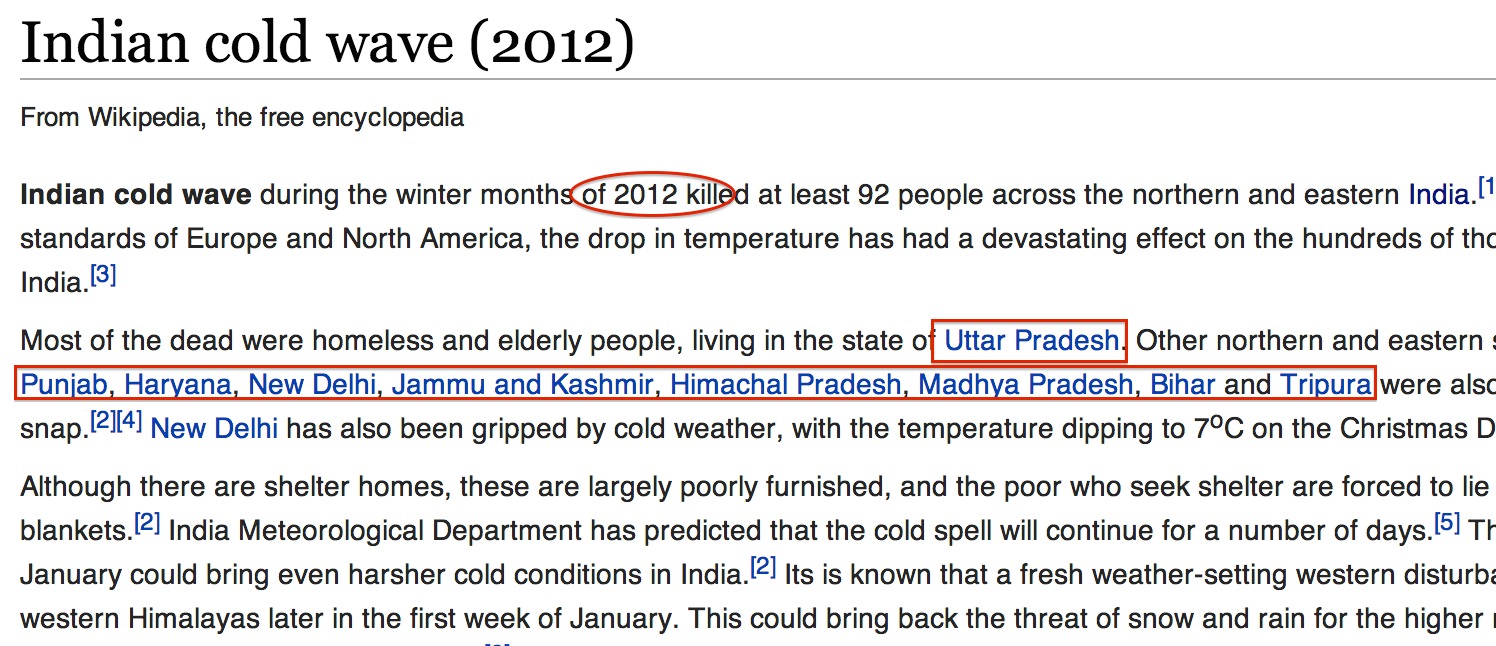 Indian cold wave (2012)
From Wikipedia, the free encyclopedia
Indian cold wave during the winter months of 2012 killed at least 92 people across the northern and eastern India.[1
standards of Europe and North America, the drop in temperature has had a devastating effect on the hundreds of tho
India.[3]
Most of the dead were homeless and elderly people, living in the state of Uttar Pradesh. Other northern and eastern s
Punjab, Haryana, New Delhi, Jammu and Kashmir, Himachal Pradesh, Madhya Pradesh, Bihar and Tripura were also
snap.[2][4] New Delhi has also been gripped by cold weather, with the temperature dipping to 7⁰C on the Christmas D
Although there are shelter homes, these are largely poorly furnished, and the poor who seek shelter are forced to lie
blankets.[2] India Meteorological Department has predicted that the cold spell will continue for a number of days.[5] Th
January could bring even harsher cold conditions in India.[2] Its is known that a fresh weather-setting western disturba
western Himalayas later in the first week of January. This could bring back the threat of snow and rain for the higher